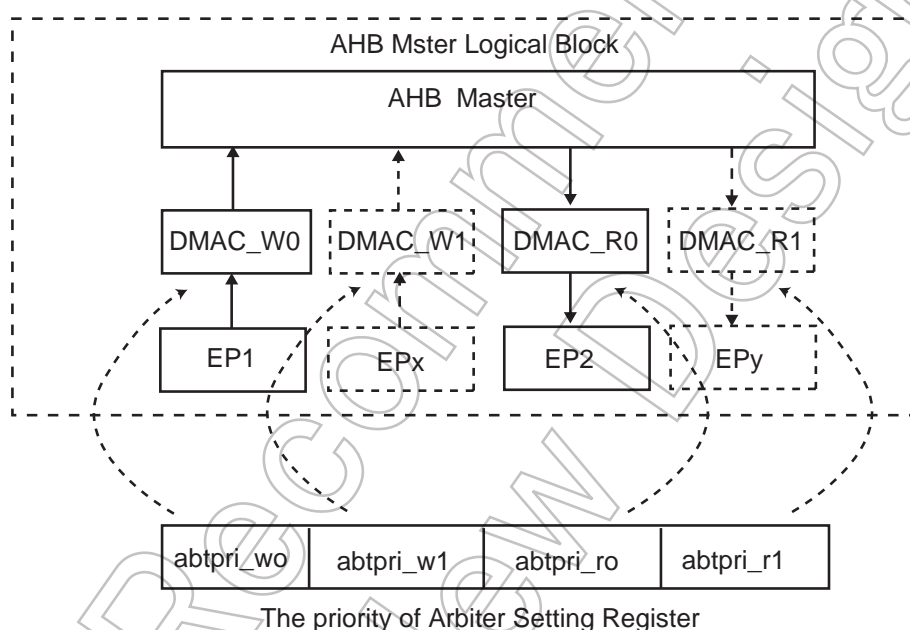 AHB Mster Logical Block
AHB Master
DMAC_W0 DMAC_W1 DMAC_R0 DMAC_R1
EP1 EPx EP2 EPy
abtpri_wo abtpri_w1 abtpri_ro abtpri_r1
The priority of Arbiter Setting Register